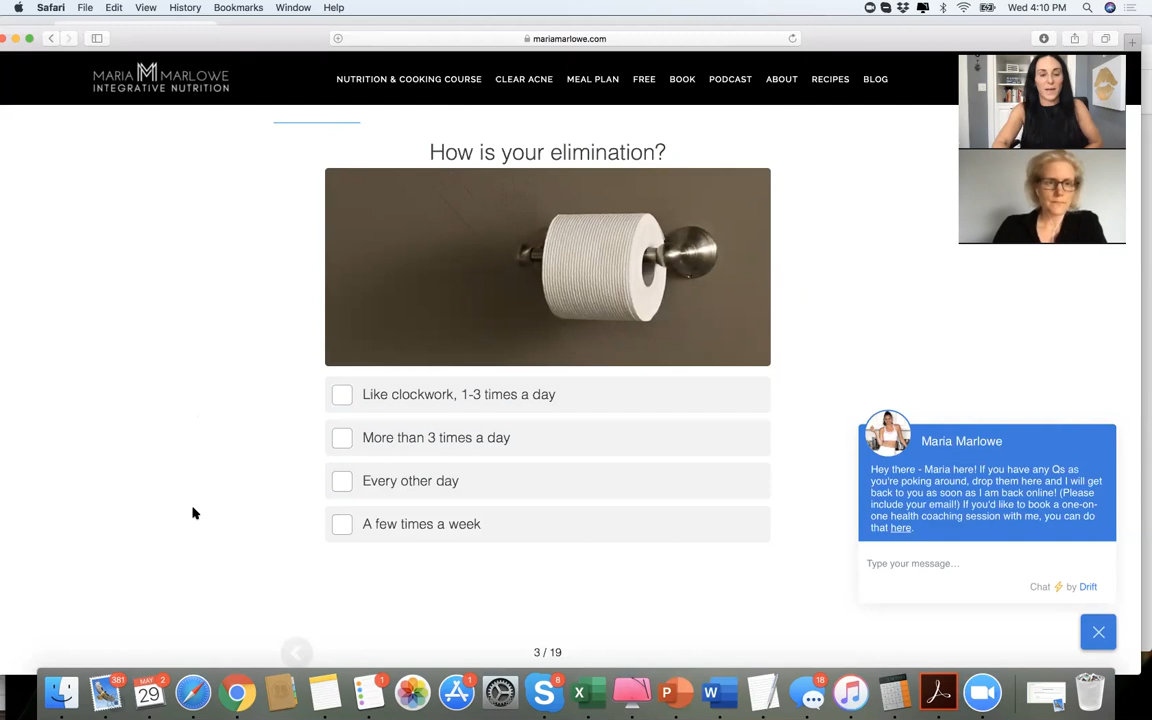 Safari File Edit View History Bookmarks Window Help Wed 4:10 PM
mariamarlowe.com
MARIA M MARLOWE
INTEGRATIVE NUTRITION
NUTRITION & COOKING COURSE CLEAR ACNE MEAL PLAN FREE BOOK PODCAST ABOUT RECIPES BLOG
How is your elimination?
Like clockwork, 1-3 times a day
More than 3 times a day
Every other day
A few times a week
3 / 19
Maria Marlowe
Hey there - Maria here! If you have any Qs as
you're poking around, drop them here and I will get
back to you as soon as I am back online! (Please
include your email!) If you'd like to book a one-on-
one health coaching session with me, you can do
that here.
Type your message...
Chat ⚡ by Drift
381 MAY 2 29 1 1 8 X P W 18